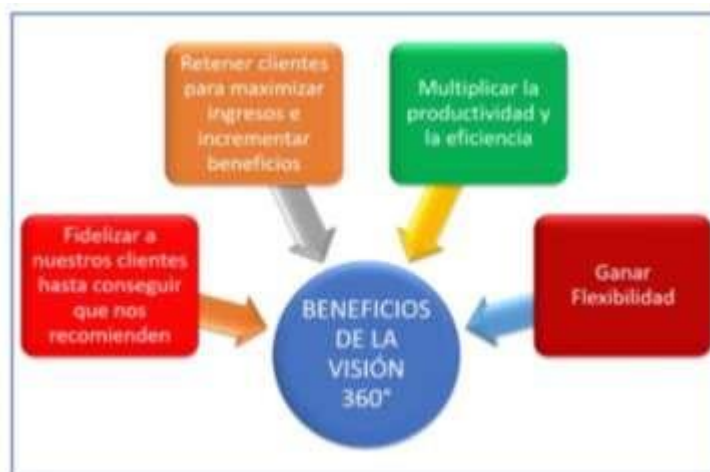 Retener clientes
para maximizar
ingresos e
incrementar
beneficios
Multiplicar la
productividad y
la eficiencia
Fidelizar a
nuestros clientes
hasta conseguir
que nos
recomienden
Ganar
Flexibilidad
BENEFICIOS
DE LA
VISIÓN
360°